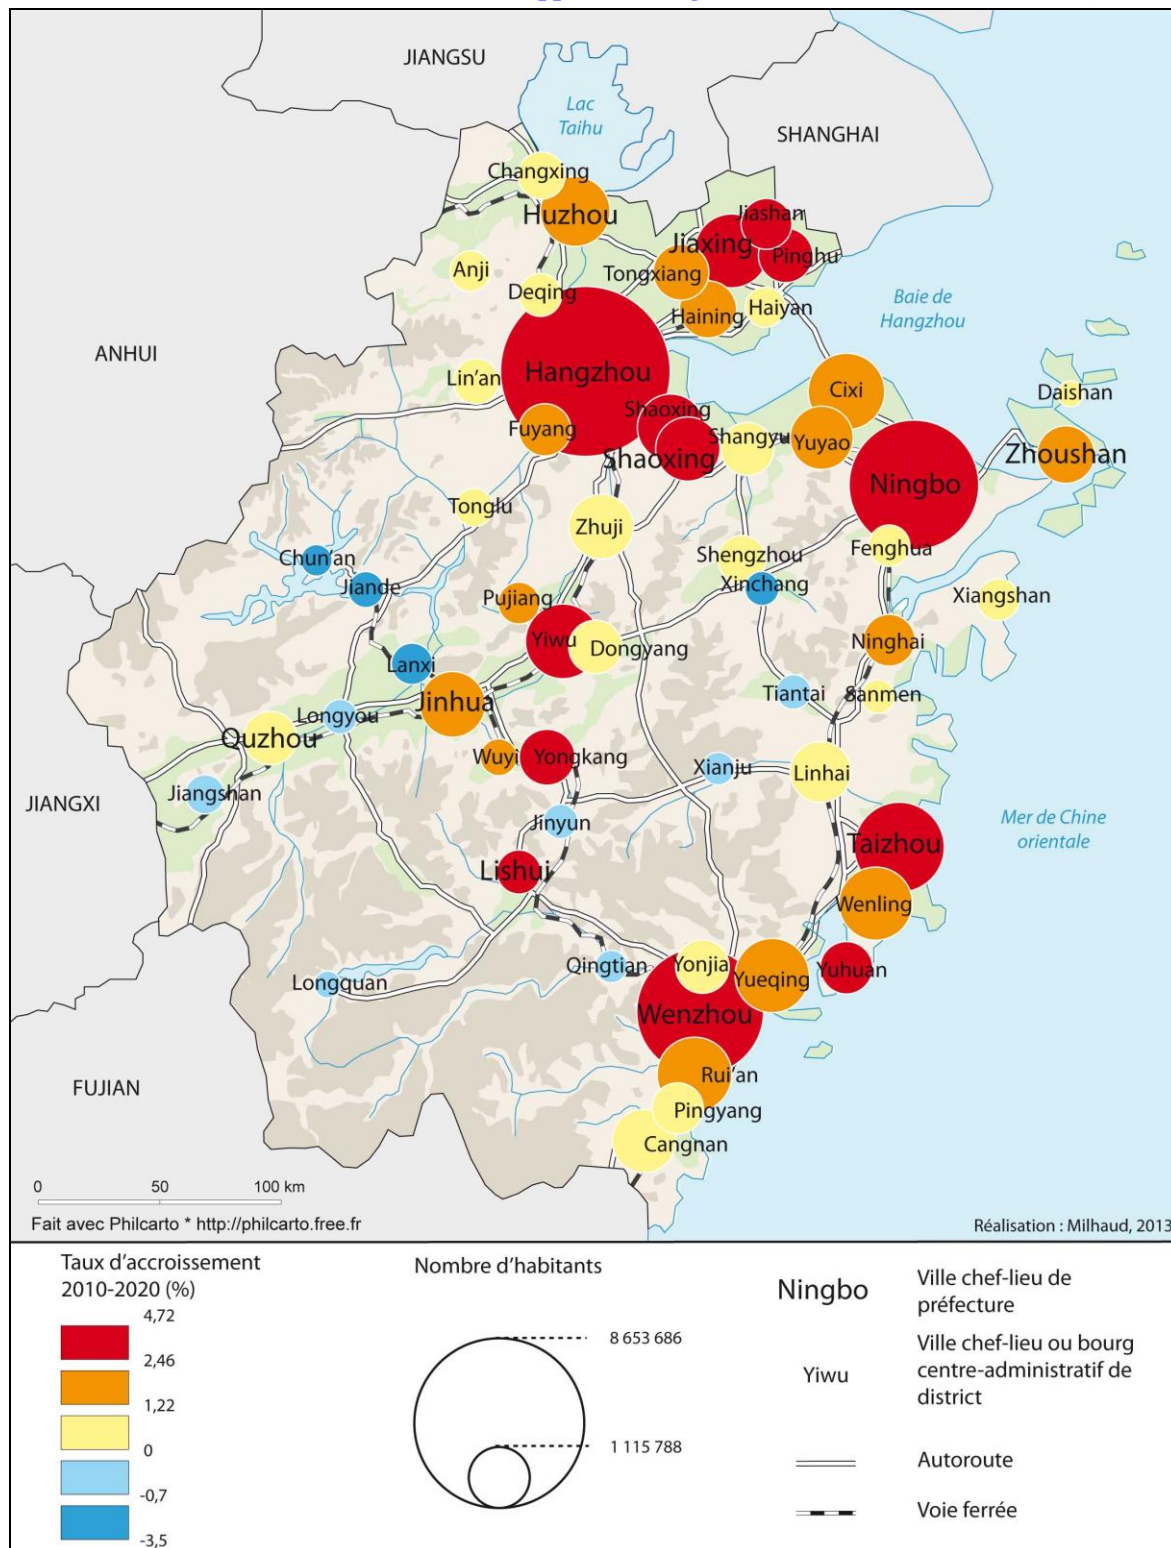 JIANGSU
Lac
Taihu
SHANGHAI
Changxing
Huzhou
Jiashan
Jiaxing
Pinghu
Anji
Tongxiang
Deqing
Haining
Haiyan
Baie de
Hangzhou
ANHUI
Hangzhou
Lin'an
Cixi
Daishan
Shaoxing
Fuyang
Shangyu
Yuyao
Shaoxing
Zhoushan
Ningbo
Tonglu
Zhuji
Fenghua
Chun'an
Shengzhou
Jiande
Xinchang
Pujiang
Xiangshan
Yiwu
Dongyang
Ninghai
Lanxi
Jinhua
Tiantai
Sanmen
Longyou
Quzhou
Wuyi
Yongkang
Xianju
Linhai
Jiangshan
JIANGXI
Jinyun
Mer de Chine
orientale
Taizhou
Lishui
Wenling
Qingtian
Yonjia
Yueqing
Yuhuan
Longquan
Wenzhou
Rui'an
FUJIAN
Pingyang
Cangnan
0 50 100 km
Fait avec Philcarto * http://philcarto.free.fr
Réalisation : Milhaud, 2013
Taux d'accroissement
2010-2020 (%)
4,72
2,46
1,22
0
-0,7
-3,5
Nombre d'habitants
8 653 686
1 115 788
Ningbo
Ville chef-lieu de
préfecture
Yiwu
Ville chef-lieu ou bourg
centre-administratif de
district
Autoroute
Voie ferrée